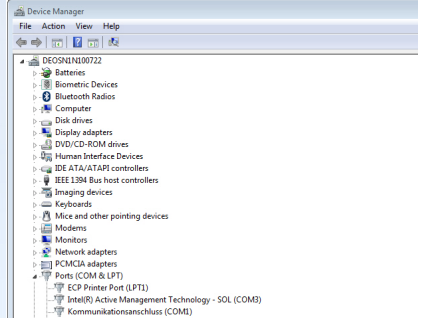 Device Manager
File Action View Help
DEOSN1N100722
Batteries
Biometric Devices
Bluetooth Radios
Computer
Disk drives
Display adapters
DVD/CD-ROM drives
Human Interface Devices
IDE ATA/ATAPI controllers
IEEE 1394 Bus host controllers
Imaging devices
Keyboards
Mice and other pointing devices
Modems
Monitors
Network adapters
PCMCIA adapters
Ports (COM & LPT)
ECP Printer Port (LPT1)
Intel(R) Active Management Technology - SOL (COM3)
Kommunikationsanschluss (COM1)